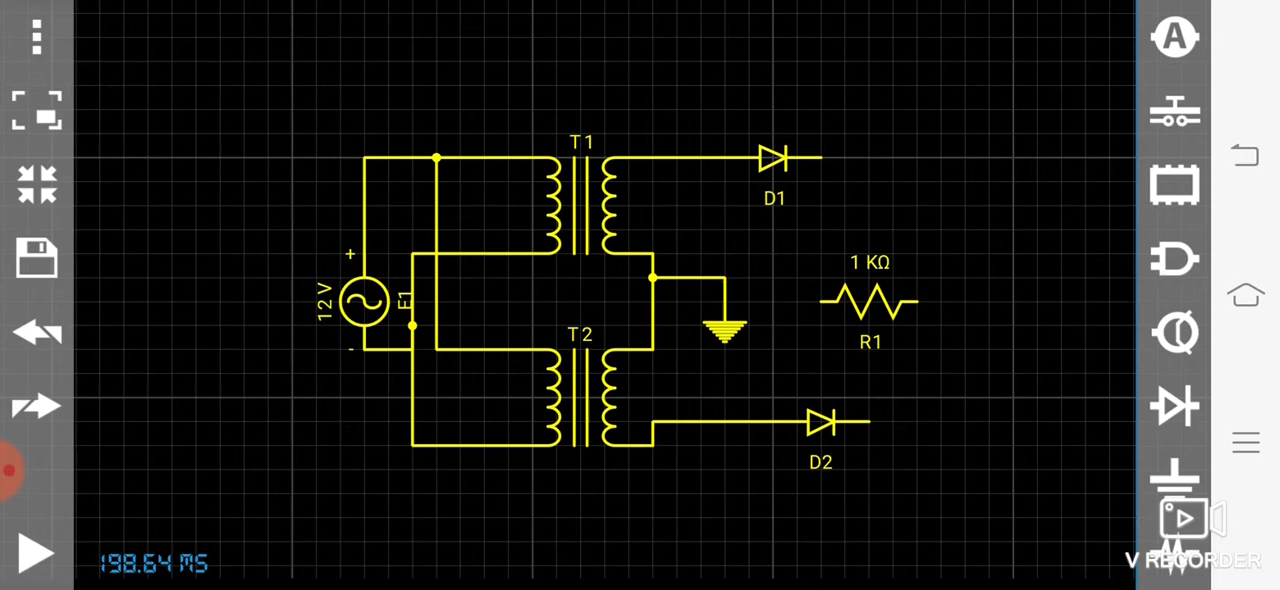 A
T1
D1
+
12 V
E1
-
1 KΩ
R1
T2
D2
198.64 MS
V RECORDER